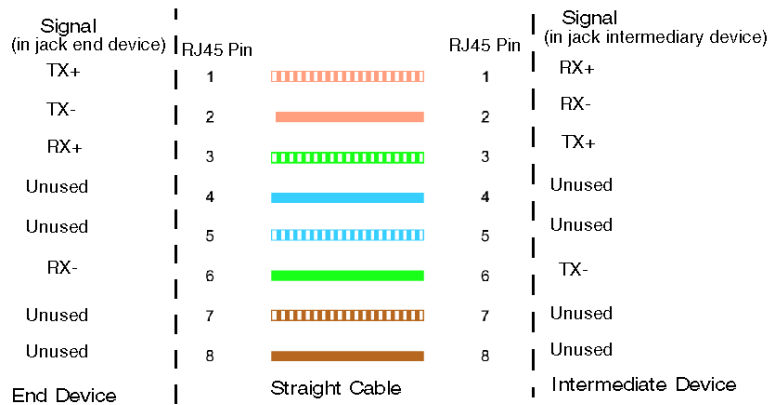 Signal
(in jack end device)
RJ45 Pin
RJ45 Pin
Signal
(in jack intermediary device)
TX+ 1 1 RX+
TX- 2 2 RX-
RX+ 3 3 TX+
Unused 4 4 Unused
Unused 5 5 Unused
RX- 6 6 TX-
Unused 7 7 Unused
Unused 8 8 Unused
End Device Straight Cable Intermediate Device